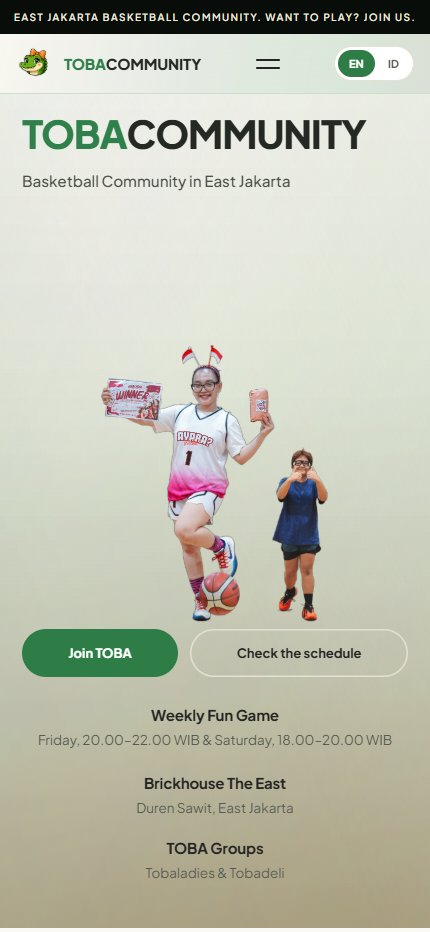 EAST JAKARTA BASKETBALL COMMUNITY. WANT TO PLAY? JOIN US.
TOBACOMMUNITY
EN
ID
TOBACOMMUNITY
Basketball Community in East Jakarta
WINNER
1
Join TOBA
Check the schedule
Weekly Fun Game
Friday, 20.00–22.00 WIB & Saturday, 18.00–20.00 WIB
Brickhouse The East
Duren Sawit, East Jakarta
TOBA Groups
Tobaladies & Tobadeli